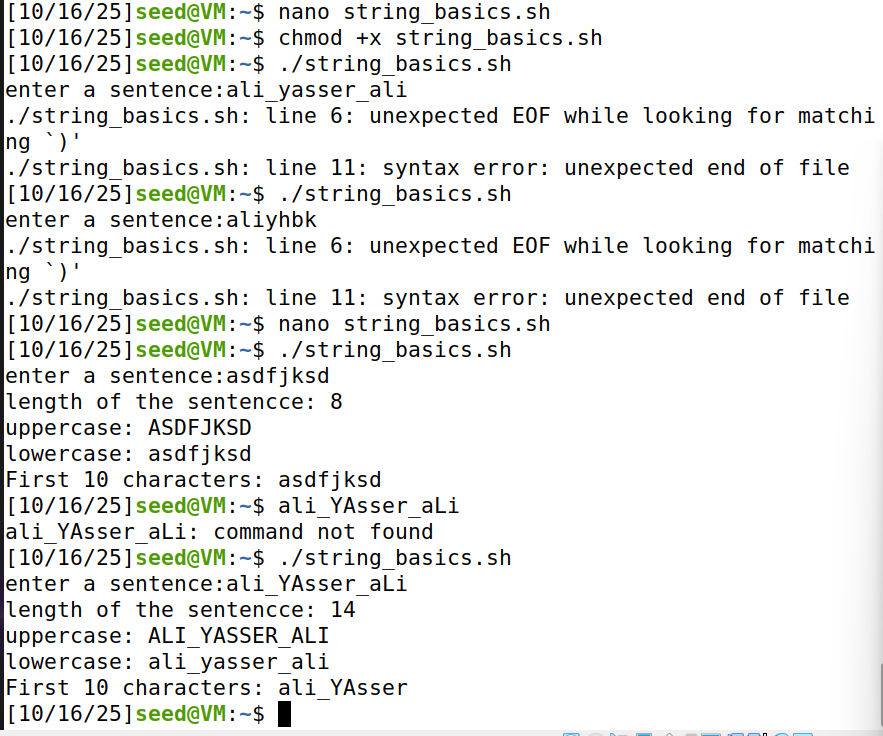 [10/16/25]seed@VM:~$ nano string_basics.sh
[10/16/25]seed@VM:~$ chmod +x string_basics.sh
[10/16/25]seed@VM:~$ ./string_basics.sh
enter a sentence:ali_yasser_ali
./string_basics.sh: line 6: unexpected EOF while looking for matchi
ng `)'
./string_basics.sh: line 11: syntax error: unexpected end of file
[10/16/25]seed@VM:~$ ./string_basics.sh
enter a sentence:aliyhbk
./string_basics.sh: line 6: unexpected EOF while looking for matchi
ng `)'
./string_basics.sh: line 11: syntax error: unexpected end of file
[10/16/25]seed@VM:~$ nano string_basics.sh
[10/16/25]seed@VM:~$ ./string_basics.sh
enter a sentence:asdfjksd
length of the sentencce: 8
uppercase: ASDFJKSD
lowercase: asdfjksd
First 10 characters: asdfjksd
[10/16/25]seed@VM:~$ ali_YAsser_aLi
ali_YAsser_aLi: command not found
[10/16/25]seed@VM:~$ ./string_basics.sh
enter a sentence:ali_YAsser_aLi
length of the sentencce: 14
uppercase: ALI_YASSER_ALI
lowercase: ali_yasser_ali
First 10 characters: ali_YAsser
[10/16/25]seed@VM:~$